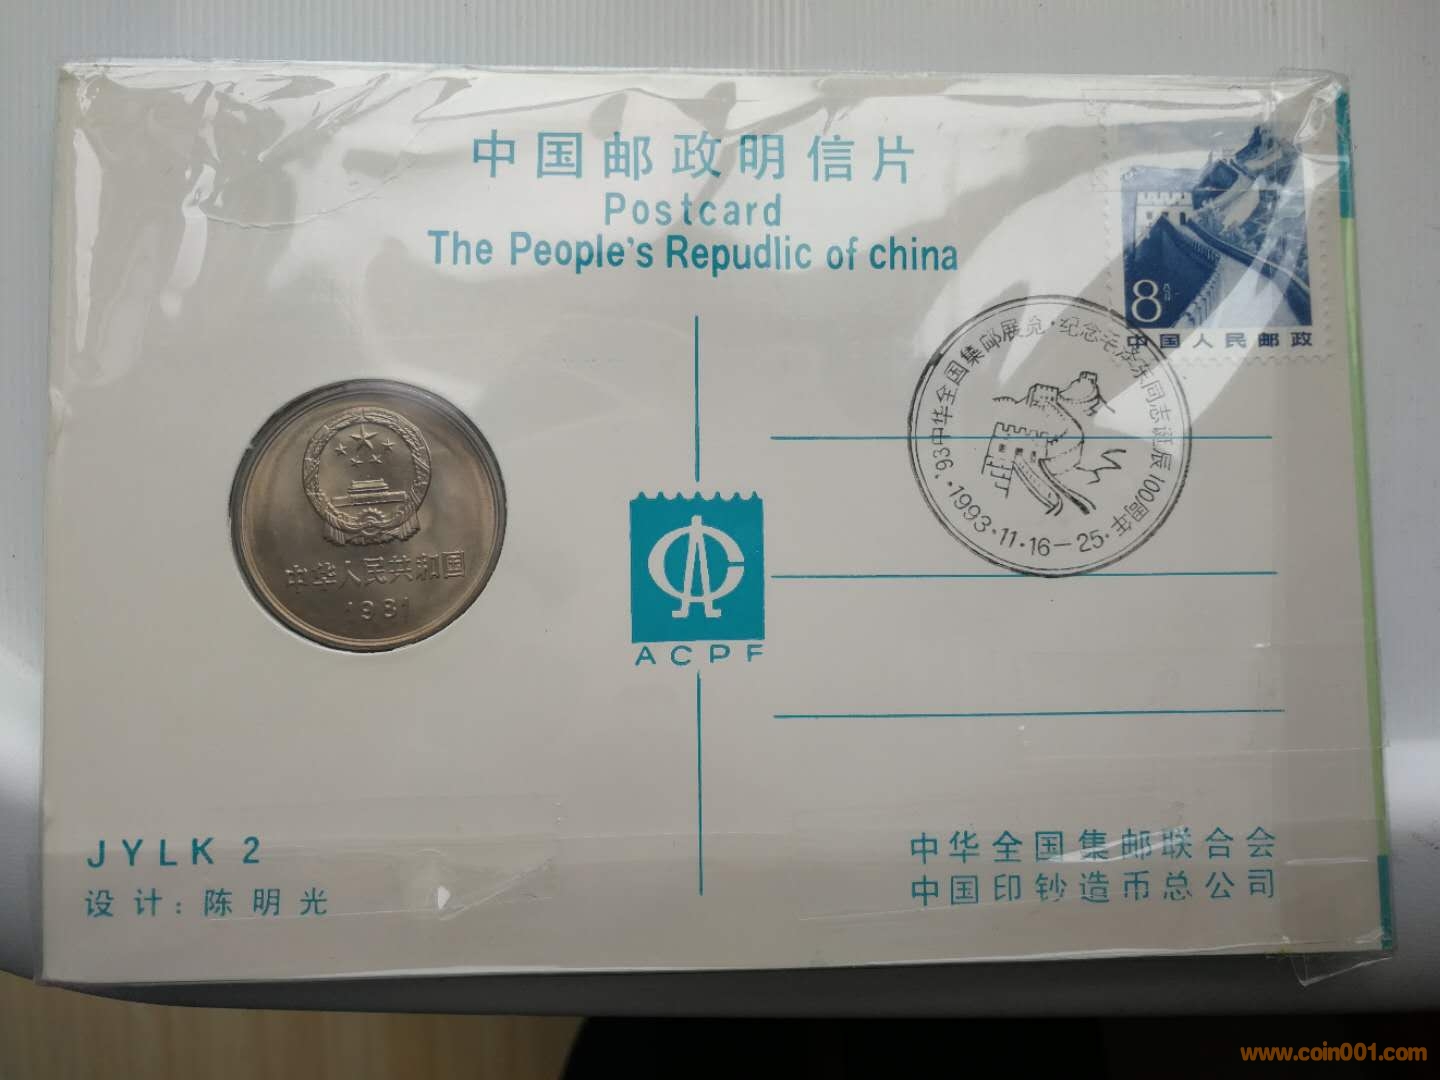 中国邮政明信片
Postcard
The People's Repudlic of china
8分
中国人民邮政
'93中华全国集邮展览·纪念毛泽东同志诞辰100周年
·1993·11·16-25·
中华人民共和国
1981
ACPF
JYLK 2
设计:陈明光
中华全国集邮联合会
中国印钞造币总公司
www.coin001.com